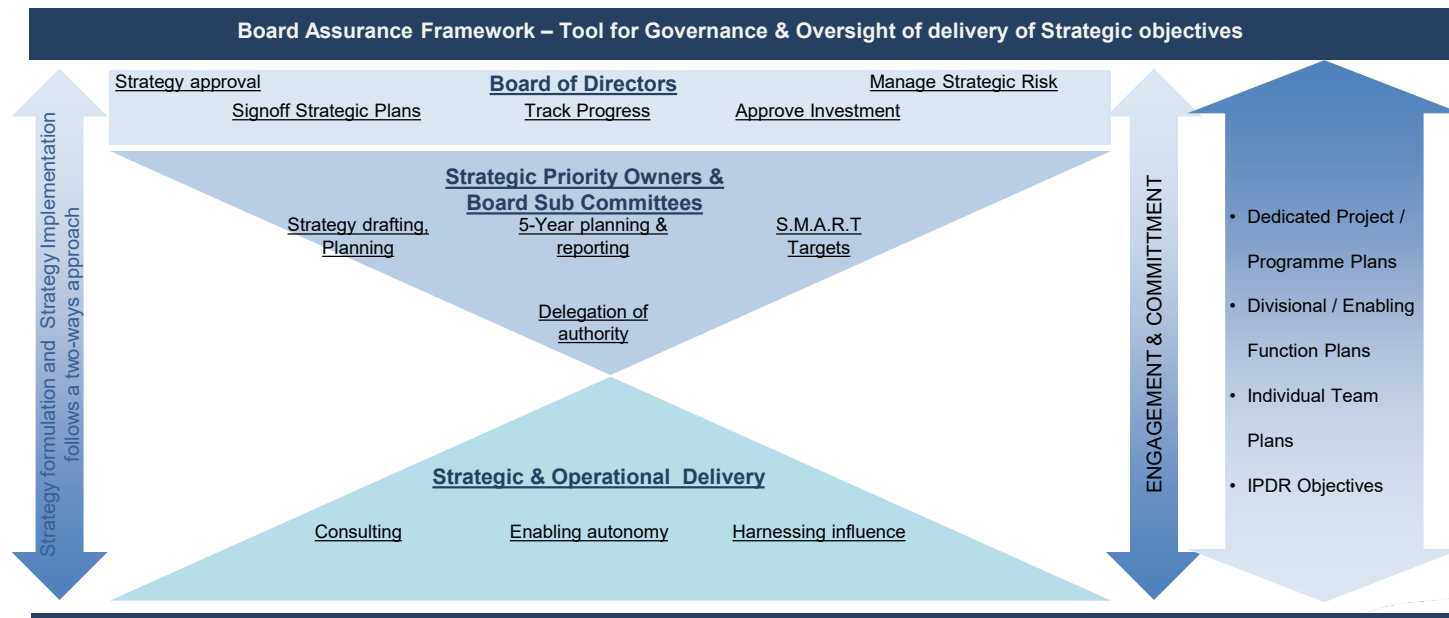 Board Assurance Framework – Tool for Governance & Oversight of delivery of Strategic objectives
Strategy formulation and  Strategy Implementation
follows a two-ways approach
Board of Directors
Strategy approval
Manage Strategic Risk
Signoff Strategic Plans
Track Progress
Approve Investment
Strategic Priority Owners &
Board Sub Committees
Strategy drafting,
Planning
5-Year planning &
reporting
S.M.A.R.T
Targets
Delegation of
authority
Strategic & Operational  Delivery
Consulting
Enabling autonomy
Harnessing influence
ENGAGEMENT & COMMITTMENT
• Dedicated Project /
Programme Plans
• Divisional / Enabling
Function Plans
• Individual Team
Plans
• IPDR Objectives